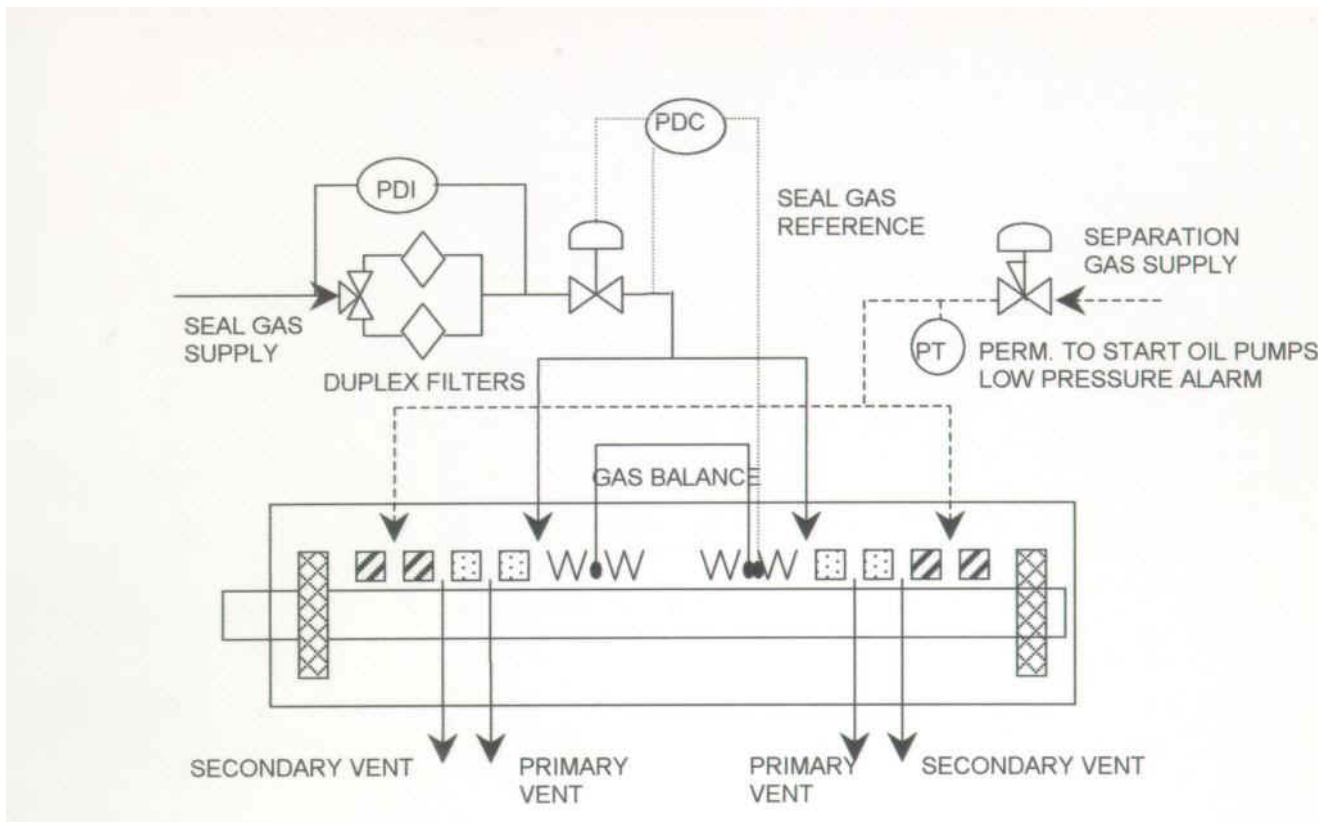 PDC
PDI
SEAL GAS
REFERENCE
SEPARATION
GAS SUPPLY
SEAL GAS
SUPPLY
PT
PERM. TO START OIL PUMPS
LOW PRESSURE ALARM
DUPLEX FILTERS
GAS BALANCE
SECONDARY VENT
PRIMARY
VENT
PRIMARY
VENT
SECONDARY VENT